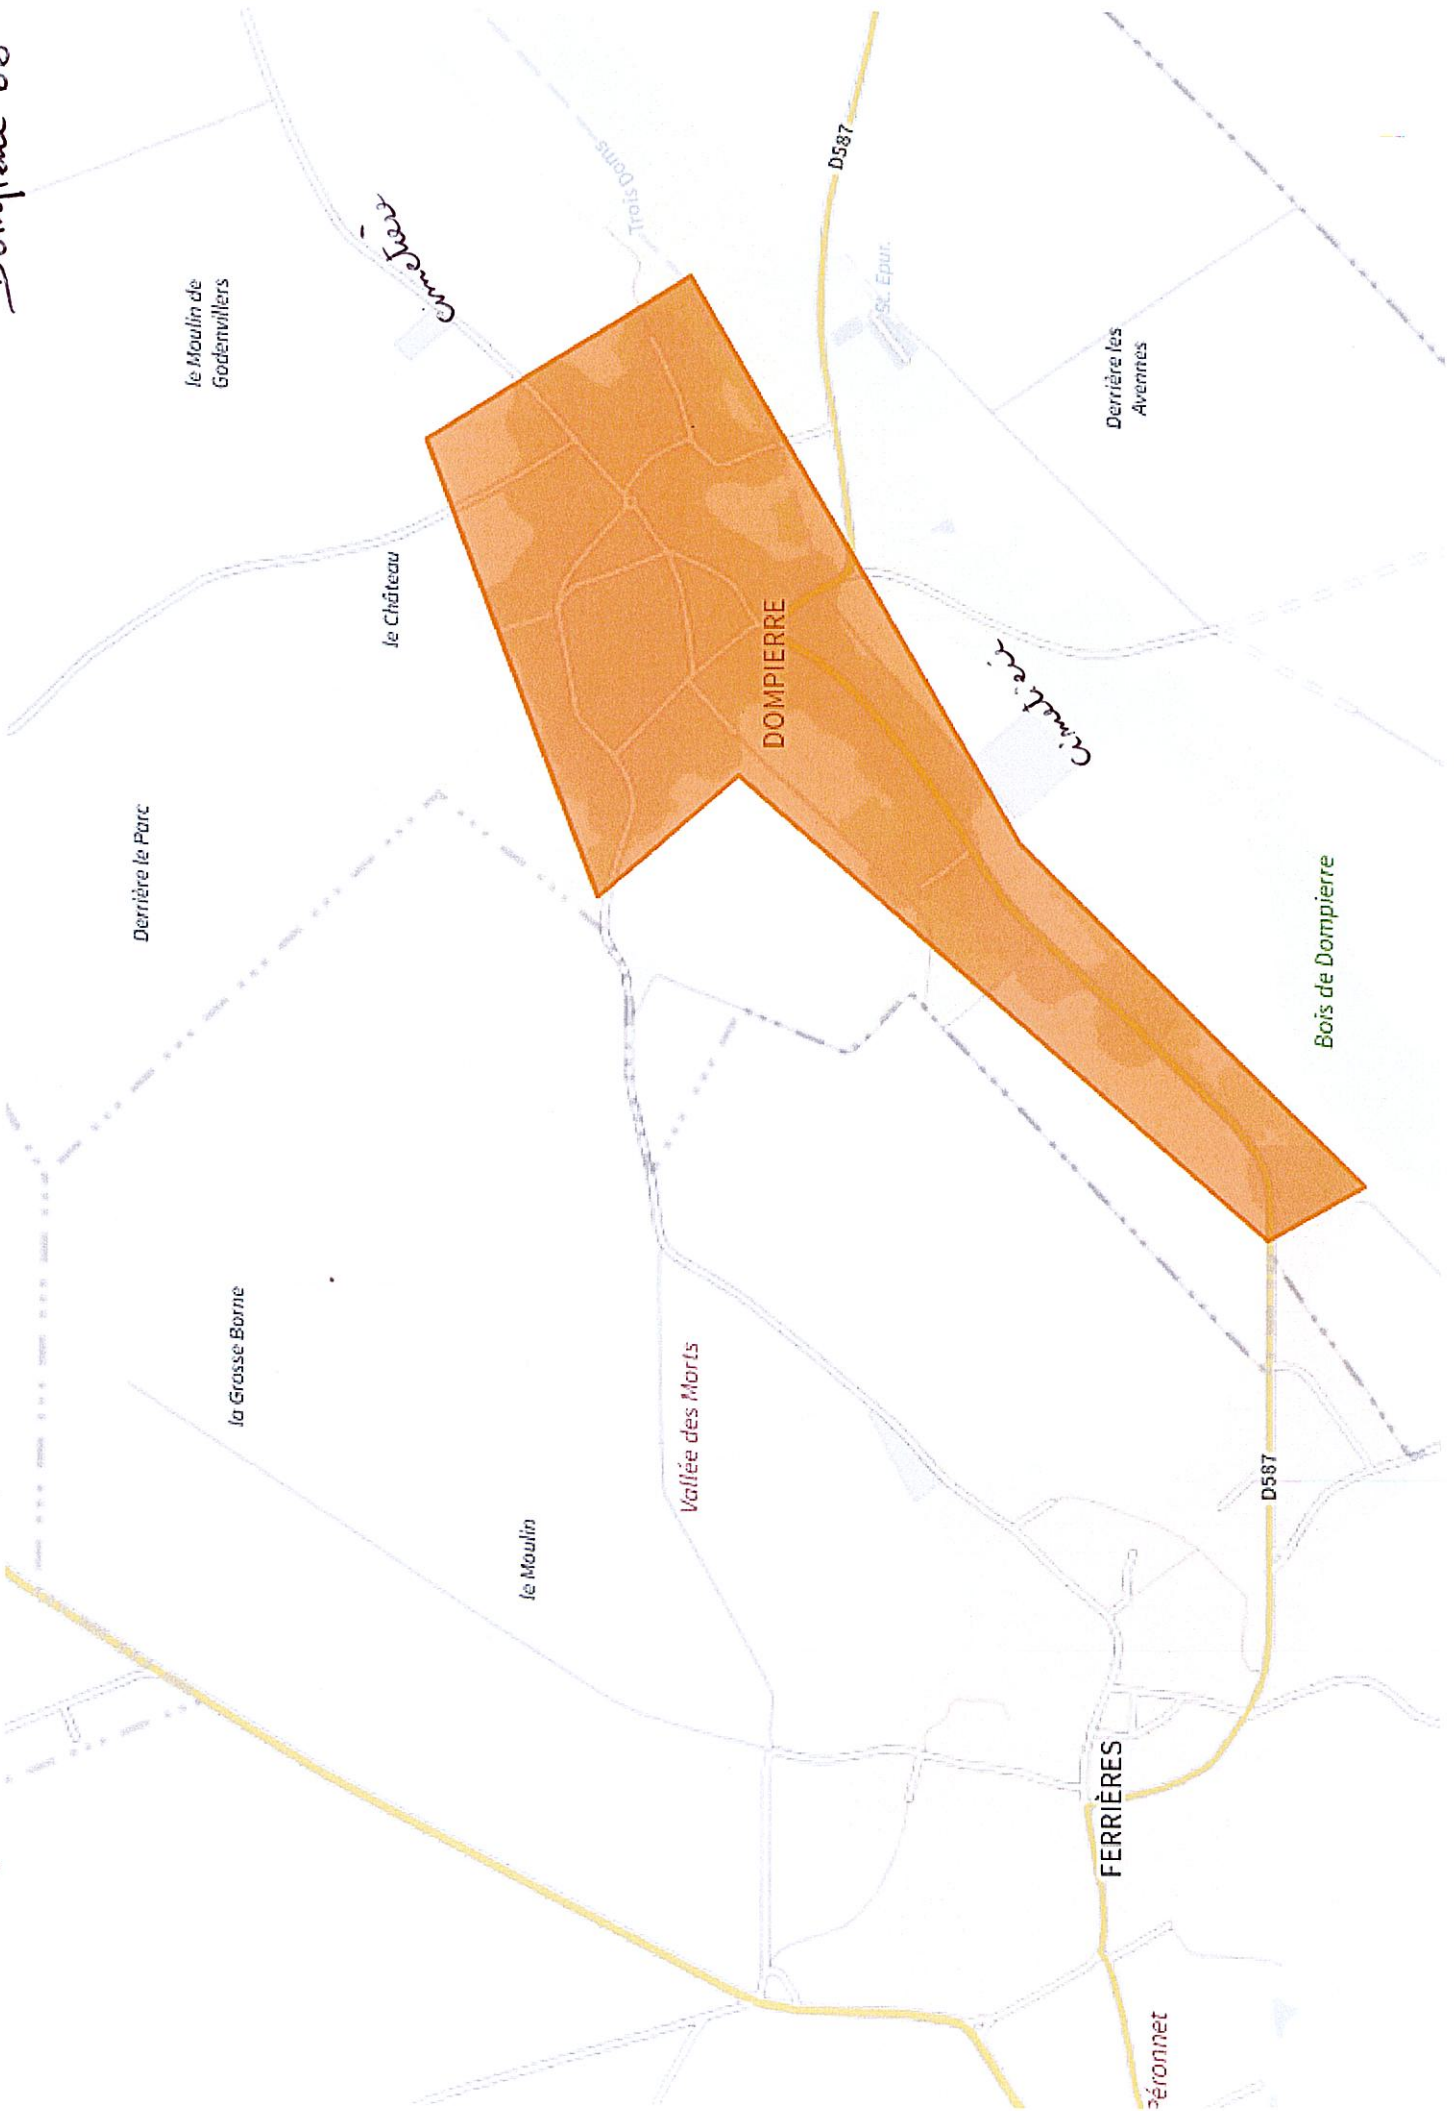 Derrière le Parc
le Moulin de
Godenvillers
la Grosse Borne
le Château
Cimetière
le Moulin
Trois Doms
Vallée des Morts
DOMPIERRE
D587
St. Epur.
Cimetière
FERRIÈRES
Derrière les
Avennes
Péronnet
D587
Bois de Dompierre